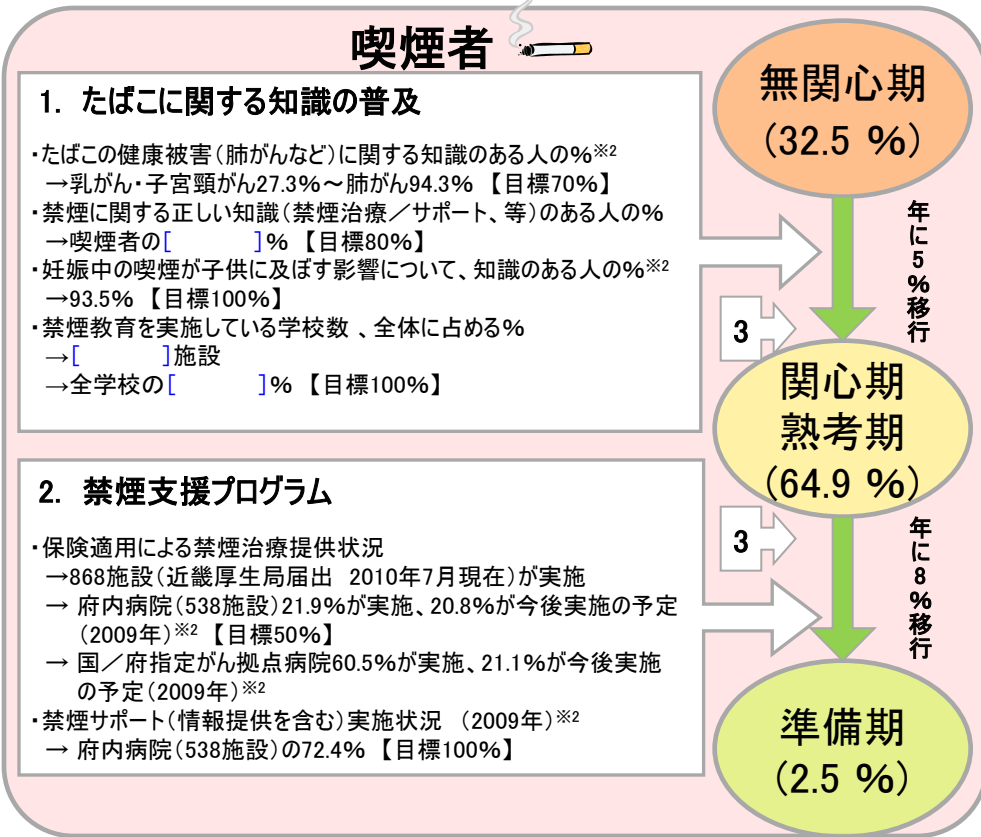 喫煙者
1. たばこに関する知識の普及
・たばこの健康被害(肺がんなど)に関する知識のある人の%※2
→乳がん・子宮頸がん27.3%~肺がん94.3% 【目標70%】
・禁煙に関する正しい知識(禁煙治療/サポート、等)のある人の%
→喫煙者の[ ]% 【目標80%】
・妊娠中の喫煙が子供に及ぼす影響について、知識のある人の%※2
→93.5% 【目標100%】
・禁煙教育を実施している学校数 、全体に占める%
→[ ]施設
→全学校の[ ]% 【目標100%】
2. 禁煙支援プログラム
・保険適用による禁煙治療提供状況
→868施設(近畿厚生局届出 2010年7月現在)が実施
→ 府内病院(538施設)21.9%が実施、20.8%が今後実施の予定
(2009年)※2 【目標50%】
→ 国/府指定がん拠点病院60.5%が実施、21.1%が今後実施
の予定(2009年)※2
・禁煙サポート(情報提供を含む)実施状況 (2009年)※2
→ 府内病院(538施設)の72.4% 【目標100%】
無関心期
(32.5 %)
年に5%移行
3
関心期
熟考期
(64.9 %)
3
年に8%移行
準備期
(2.5 %)